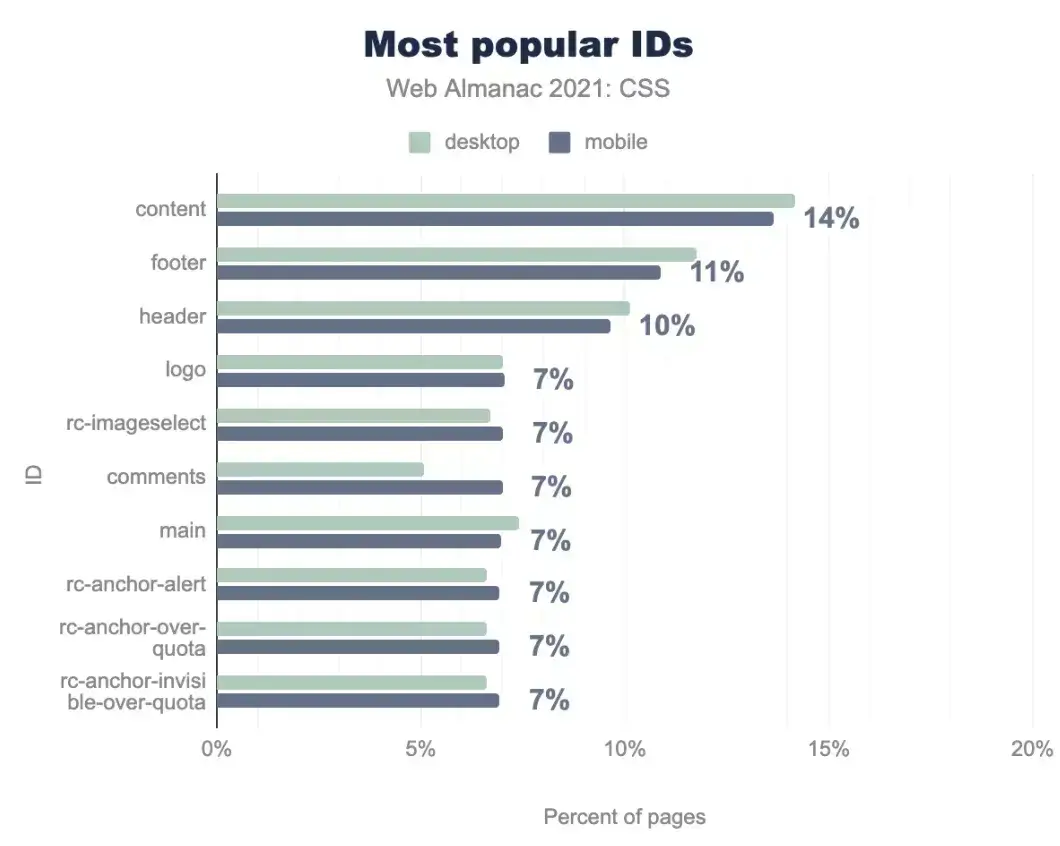 Most popular IDs
Web Almanac 2021: CSS
desktop mobile
content 14%
footer 11%
header 10%
logo 7%
rc-imageselect 7%
comments 7%
ID
main 7%
rc-anchor-alert 7%
rc-anchor-over-
quota 7%
rc-anchor-invisi
ble-over-quota 7%
0% 5% 10% 15% 20%
Percent of pages